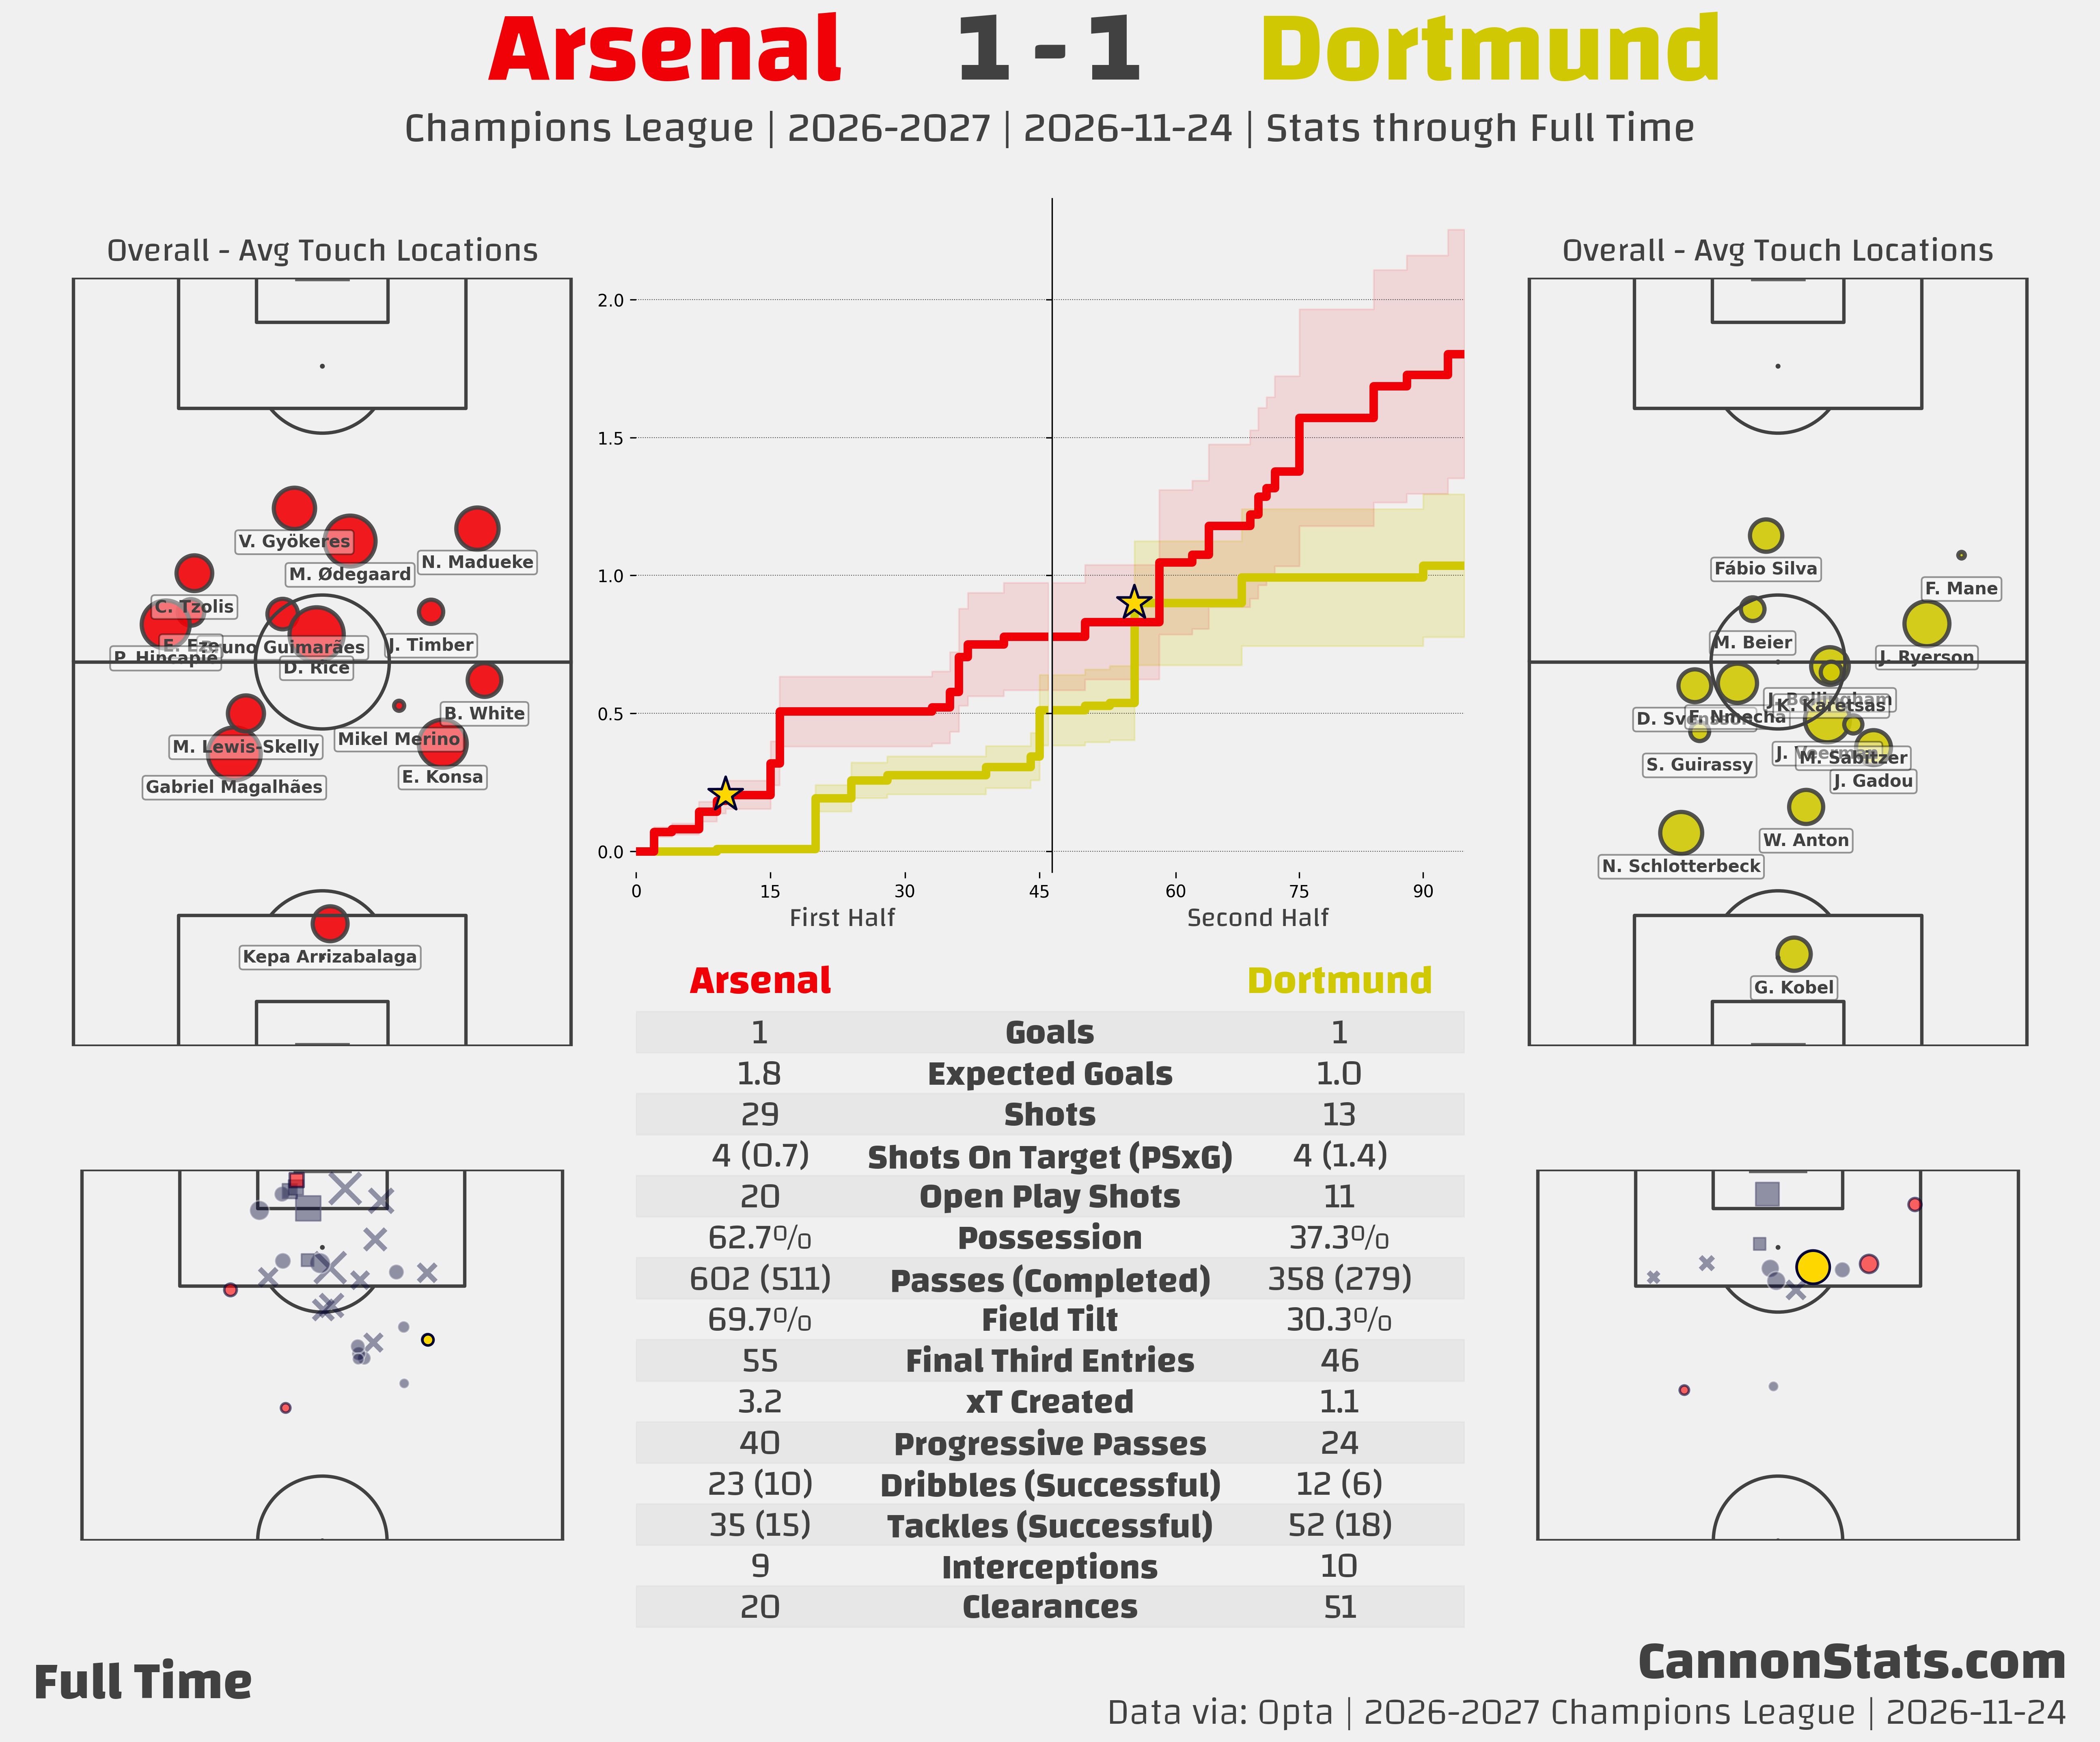 Arsenal 1 - 1 Dortmund
Champions League | 2026-2027 | 2026-11-24 | Stats through Full Time
Overall - Avg Touch Locations
V. Gyökeres
M. Ødegaard
N. Madueke
C. Tzolis
E. Eze
Guimarães
J. Timber
P. Hincapié
D. Rice
B. White
Mikel Merino
M. Lewis-Skelly
E. Konsa
Gabriel Magalhães
Kepa Arrizabalaga
2.0
1.5
1.0
0.5
0.0
0 15 30 45 60 75 90
First Half Second Half
Overall - Avg Touch Locations
Fábio Silva
F. Mane
M. Beier
J. Ryerson
J. Bellingham
K. Karetsas
D. Svensson
F. Nmecha
J. Veerman
M. Sabitzer
S. Guirassy
J. Gadou
W. Anton
N. Schlotterbeck
G. Kobel
Arsenal Dortmund
1 Goals 1
1.8 Expected Goals 1.0
29 Shots 13
4 (0.7) Shots On Target (PSxG) 4 (1.4)
20 Open Play Shots 11
62.7% Possession 37.3%
602 (511) Passes (Completed) 358 (279)
69.7% Field Tilt 30.3%
55 Final Third Entries 46
3.2 xT Created 1.1
40 Progressive Passes 24
23 (10) Dribbles (Successful) 12 (6)
35 (15) Tackles (Successful) 52 (18)
9 Interceptions 10
20 Clearances 51
Full Time
CannonStats.com
Data via: Opta | 2026-2027 Champions League | 2026-11-24